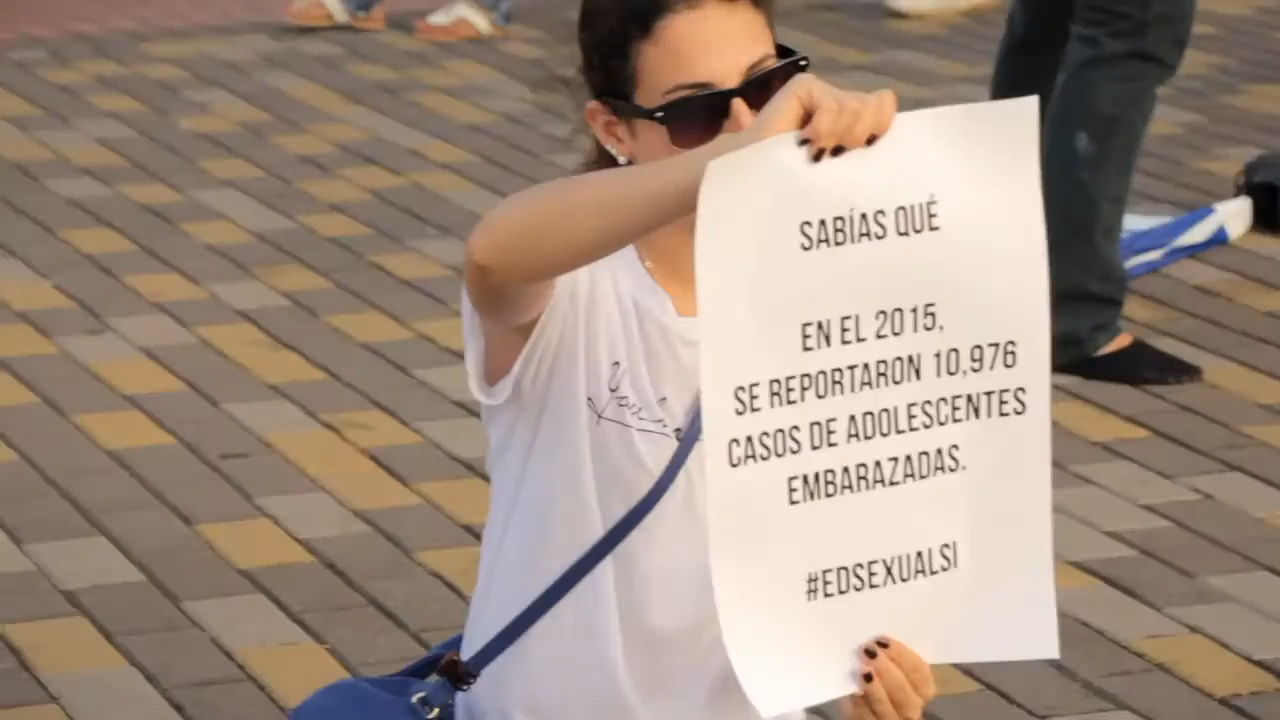 SABÍAS QUÉ
EN EL 2015,
SE REPORTARON 10,976
CASOS DE ADOLESCENTES
EMBARAZADAS.
#EDSEXUALSI